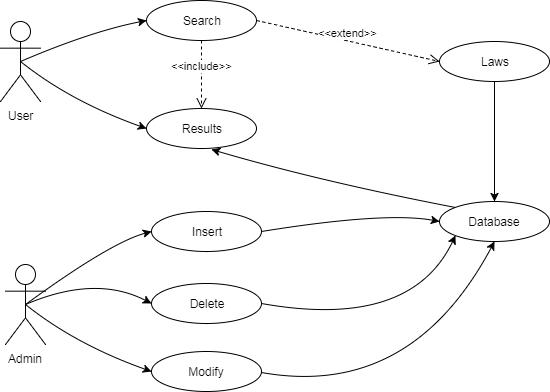 Search
<<extend>>
Laws
<<include>>
User
Results
Database
Insert
Delete
Admin
Modify